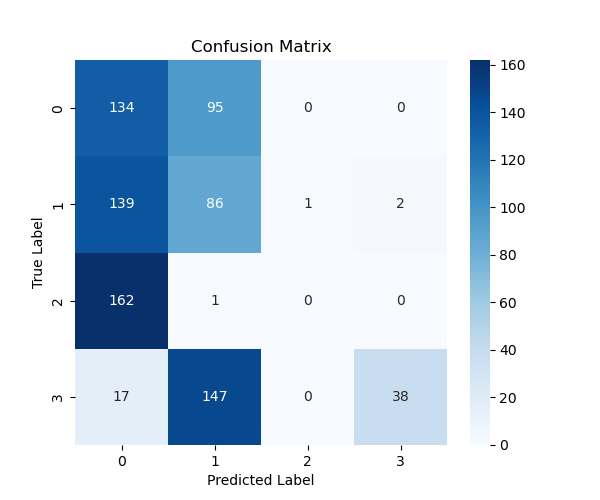 Confusion Matrix
0 134 95 0 0
1 139 86 1 2
2 162 1 0 0
3 17 147 0 38
0 1 2 3
True Label
Predicted Label
160
140
120
100
80
60
40
20
0